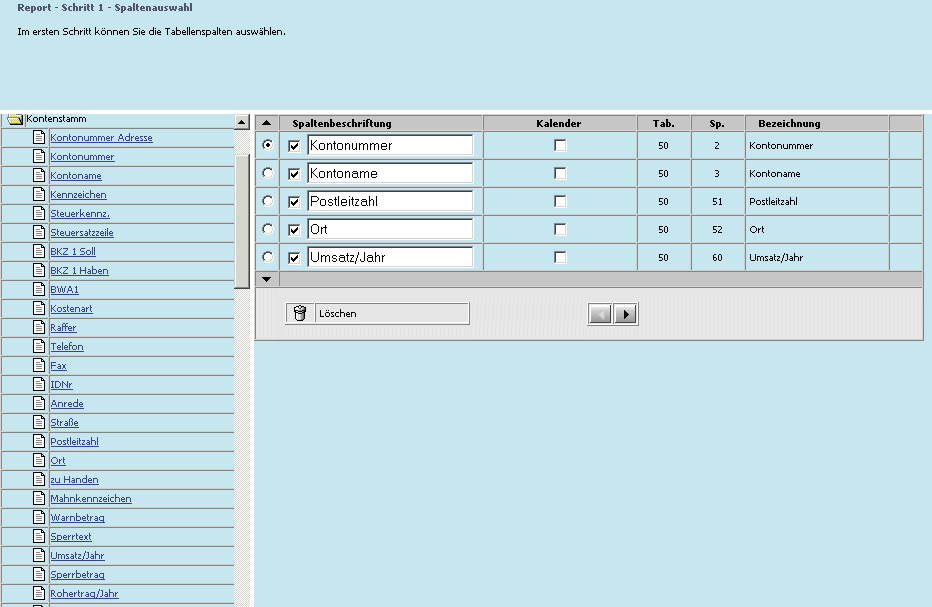 Report - Schritt 1 - Spaltenauswahl
Im ersten Schritt können Sie die Tabellenspalten auswählen.
Kontenstamm
Kontonummer Adresse
Kontonummer
Kontoname
Kennzeichen
Steuerkennz.
Steuersatzzeile
BKZ 1 Soll
BKZ 1 Haben
BWA1
Kostenart
Raffer
Telefon
Fax
IDNr
Anrede
Straße
Postleitzahl
Ort
zu Handen
Mahnkennzeichen
Warnbetrag
Sperrtext
Umsatz/Jahr
Sperrbetrag
Rohertrag/Jahr
Spaltenbeschriftung Kalender Tab. Sp. Bezeichnung
Kontonummer 50 2 Kontonummer
Kontoname 50 3 Kontoname
Postleitzahl 50 51 Postleitzahl
Ort 50 52 Ort
Umsatz/Jahr 50 60 Umsatz/Jahr
Löschen